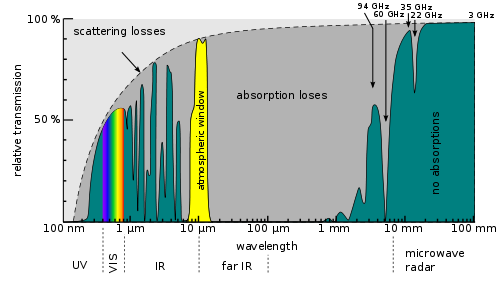 94 GHz
60 GHz
35 GHz
22 GHz
3 GHz
100 %
scattering losses
relative transmission
absorption loses
atmospheric window
no absorptions
50 %
100 nm
1 µm
10 µm
100 µm
1 mm
10 mm
100 mm
wavelength
UV
VIS
IR
far IR
microwave
radar